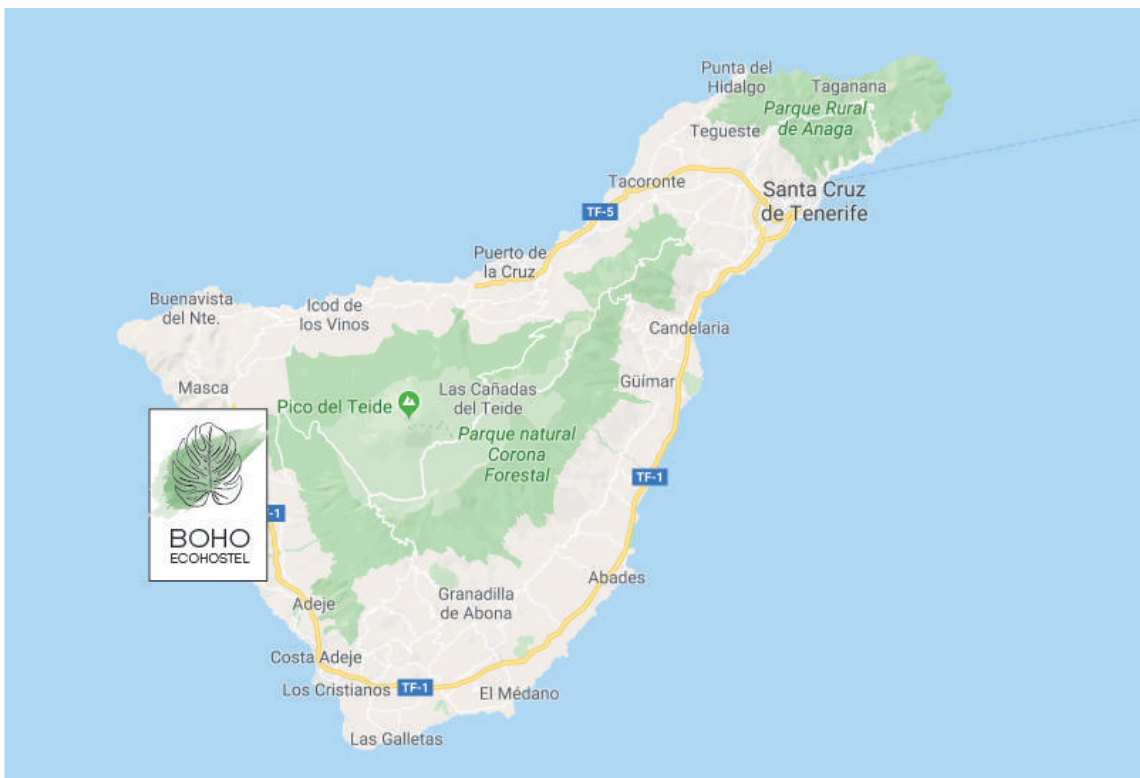 Punta del
Hidalgo
Taganana
Parque Rural
de Anaga
Tegueste
Tacoronte
Santa Cruz
de Tenerife
TF-5
Puerto de
la Cruz
Buenavista
del Nte.
Icod de
los Vinos
Candelaria
Masca
Güímar
Las Cañadas
del Teide
Pico del Teide
Parque natural
Corona
Forestal
TF-1
BOHO
ECOHOSTEL
-1
Abades
Granadilla
de Abona
Adeje
Costa Adeje
Los Cristianos
TF-1
El Médano
Las Galletas